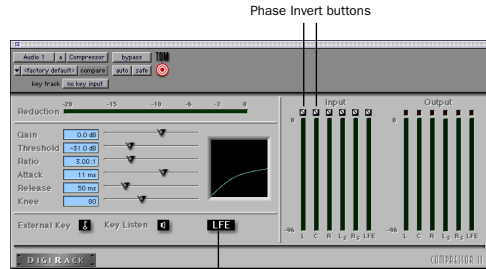 Phase Invert buttons
Audio 1 a Compressor bypass TDM
<factory default> compare auto safe
key track no key input
Reduction -20 -15 -10 -6 -3 0
Input Output
0 0
Gain 0.0 dB
Threshold -31.0 dB
Ratio 3.00:1
Attack 11 ms
Release 50 ms
Knee 80
External Key Key Listen LFE
-96 L C R Ls Rs LFE -96 L C R Ls Rs LFE
DIGIRACK COMPRESSOR II